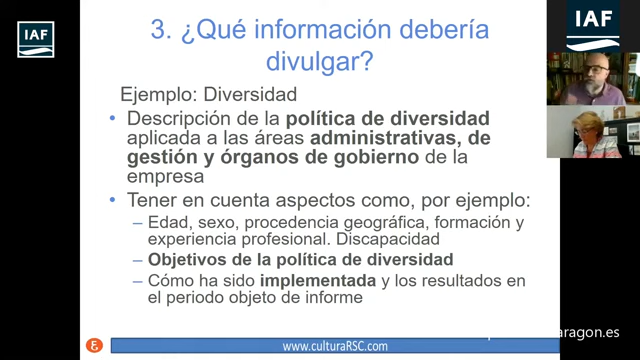 IAF
3. ¿Qué información debería
divulgar?
IAF
Ejemplo: Diversidad
• Descripción de la política de diversidad
aplicada a las áreas administrativas, de
gestión y órganos de gobierno de la
empresa
• Tener en cuenta aspectos como, por ejemplo:
– Edad, sexo, procedencia geográfica, formación y
experiencia profesional. Discapacidad
– Objetivos de la política de diversidad
– Cómo ha sido implementada y los resultados en
el periodo objeto de informe
www.culturaRSC.com
aragon.es